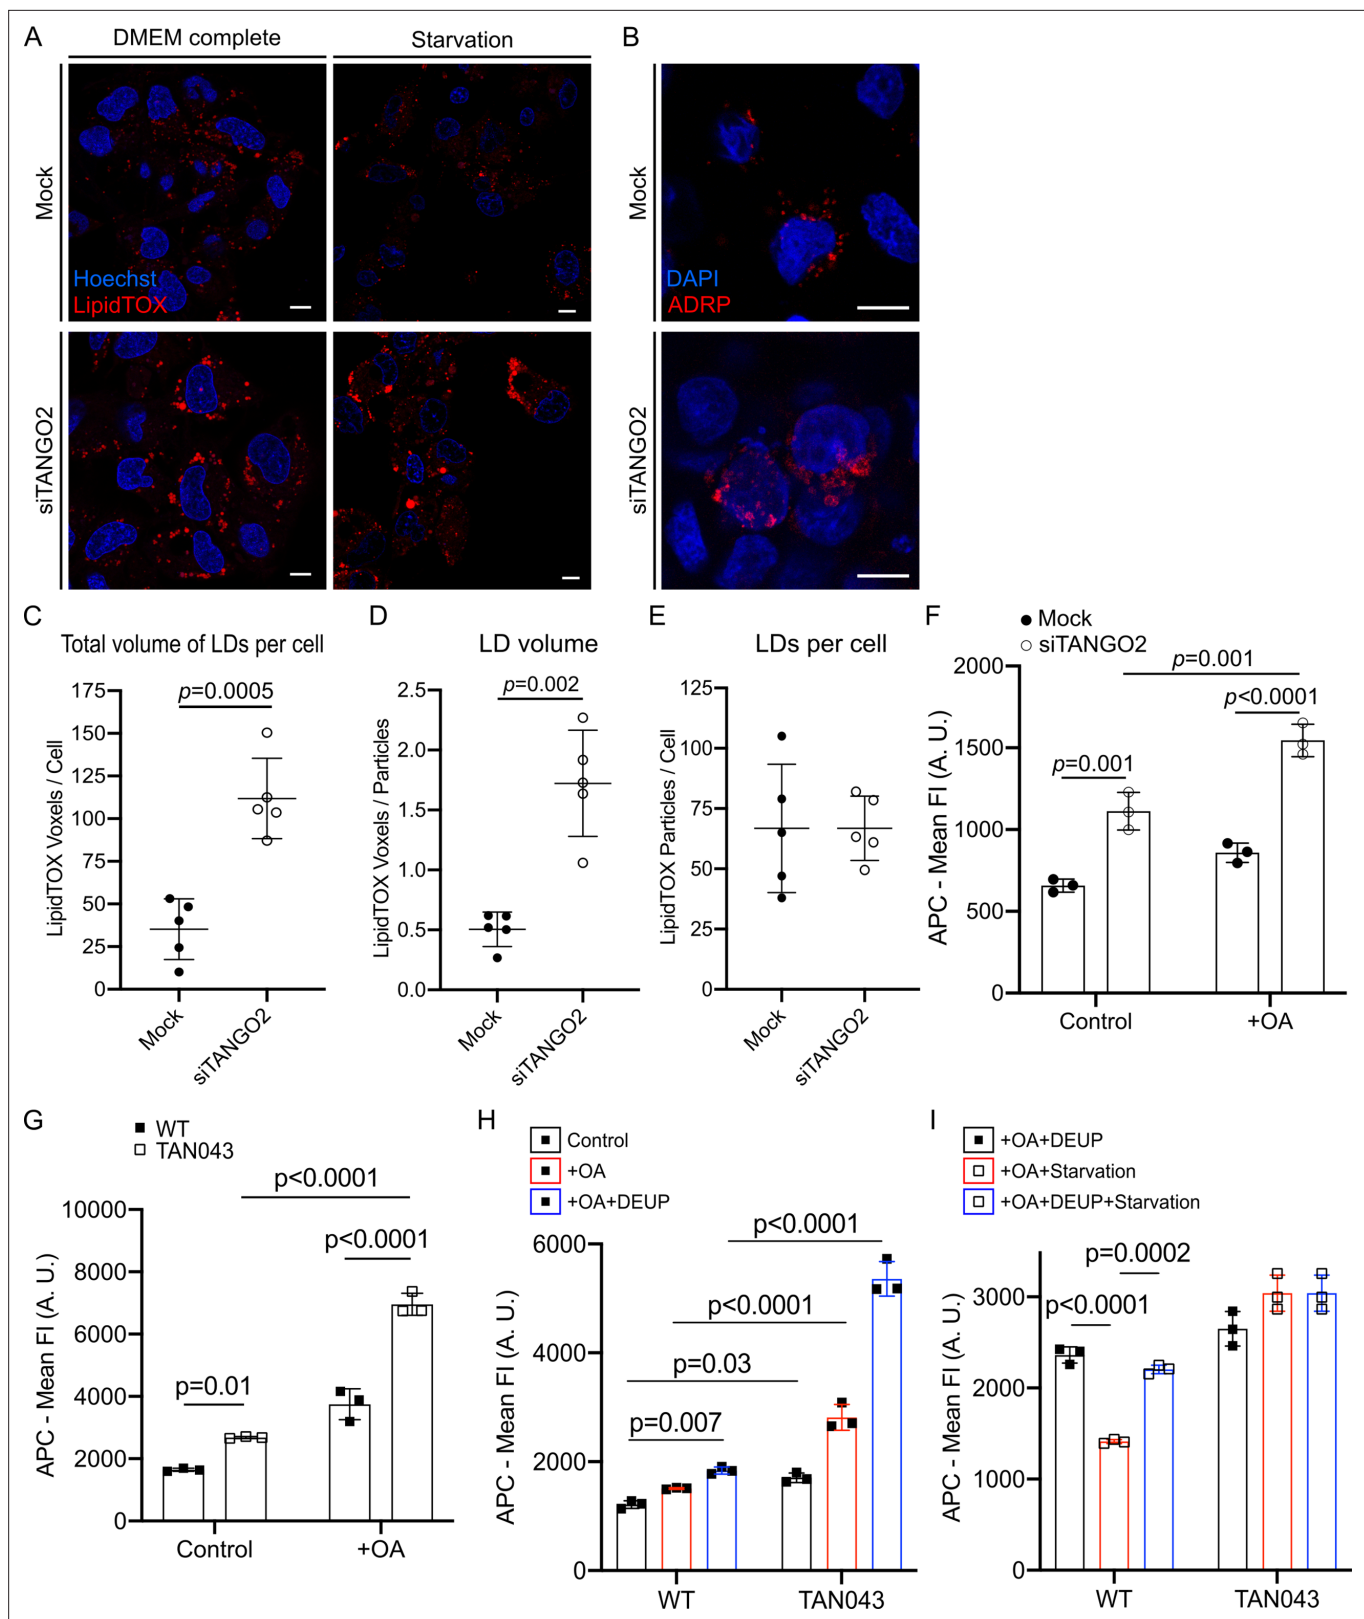 A
DMEM complete
Starvation
B
Mock
Hoechst
LipidTOX
Mock
DAPI
ADRP
siTANGO2
siTANGO2
C
Total volume of LDs per cell
LipidTOX Voxels / Cell
175
150
125
100
75
50
25
0
p=0.0005
Mock
siTANGO2
D
LD volume
LipidTOX Voxels / Particles
2.5
2.0
1.5
1.0
0.5
0.0
p=0.002
Mock
siTANGO2
E
LDs per cell
LipidTOX Particles / Cell
125
100
75
50
25
0
Mock
siTANGO2
F
Mock
siTANGO2
APC - Mean FI (A. U.)
2000
1500
1000
500
0
p=0.001
p<0.0001
p=0.001
Control
+OA
G
WT
TAN043
APC - Mean FI (A. U.)
10000
8000
6000
4000
2000
0
p<0.0001
p<0.0001
p=0.01
Control
+OA
H
Control
+OA
+OA+DEUP
APC - Mean FI (A. U.)
6000
4000
2000
0
p<0.0001
p<0.0001
p=0.03
p=0.007
WT
TAN043
I
+OA+DEUP
+OA+Starvation
+OA+DEUP+Starvation
APC - Mean FI (A. U.)
3000
2000
1000
0
p=0.0002
p<0.0001
WT
TAN043